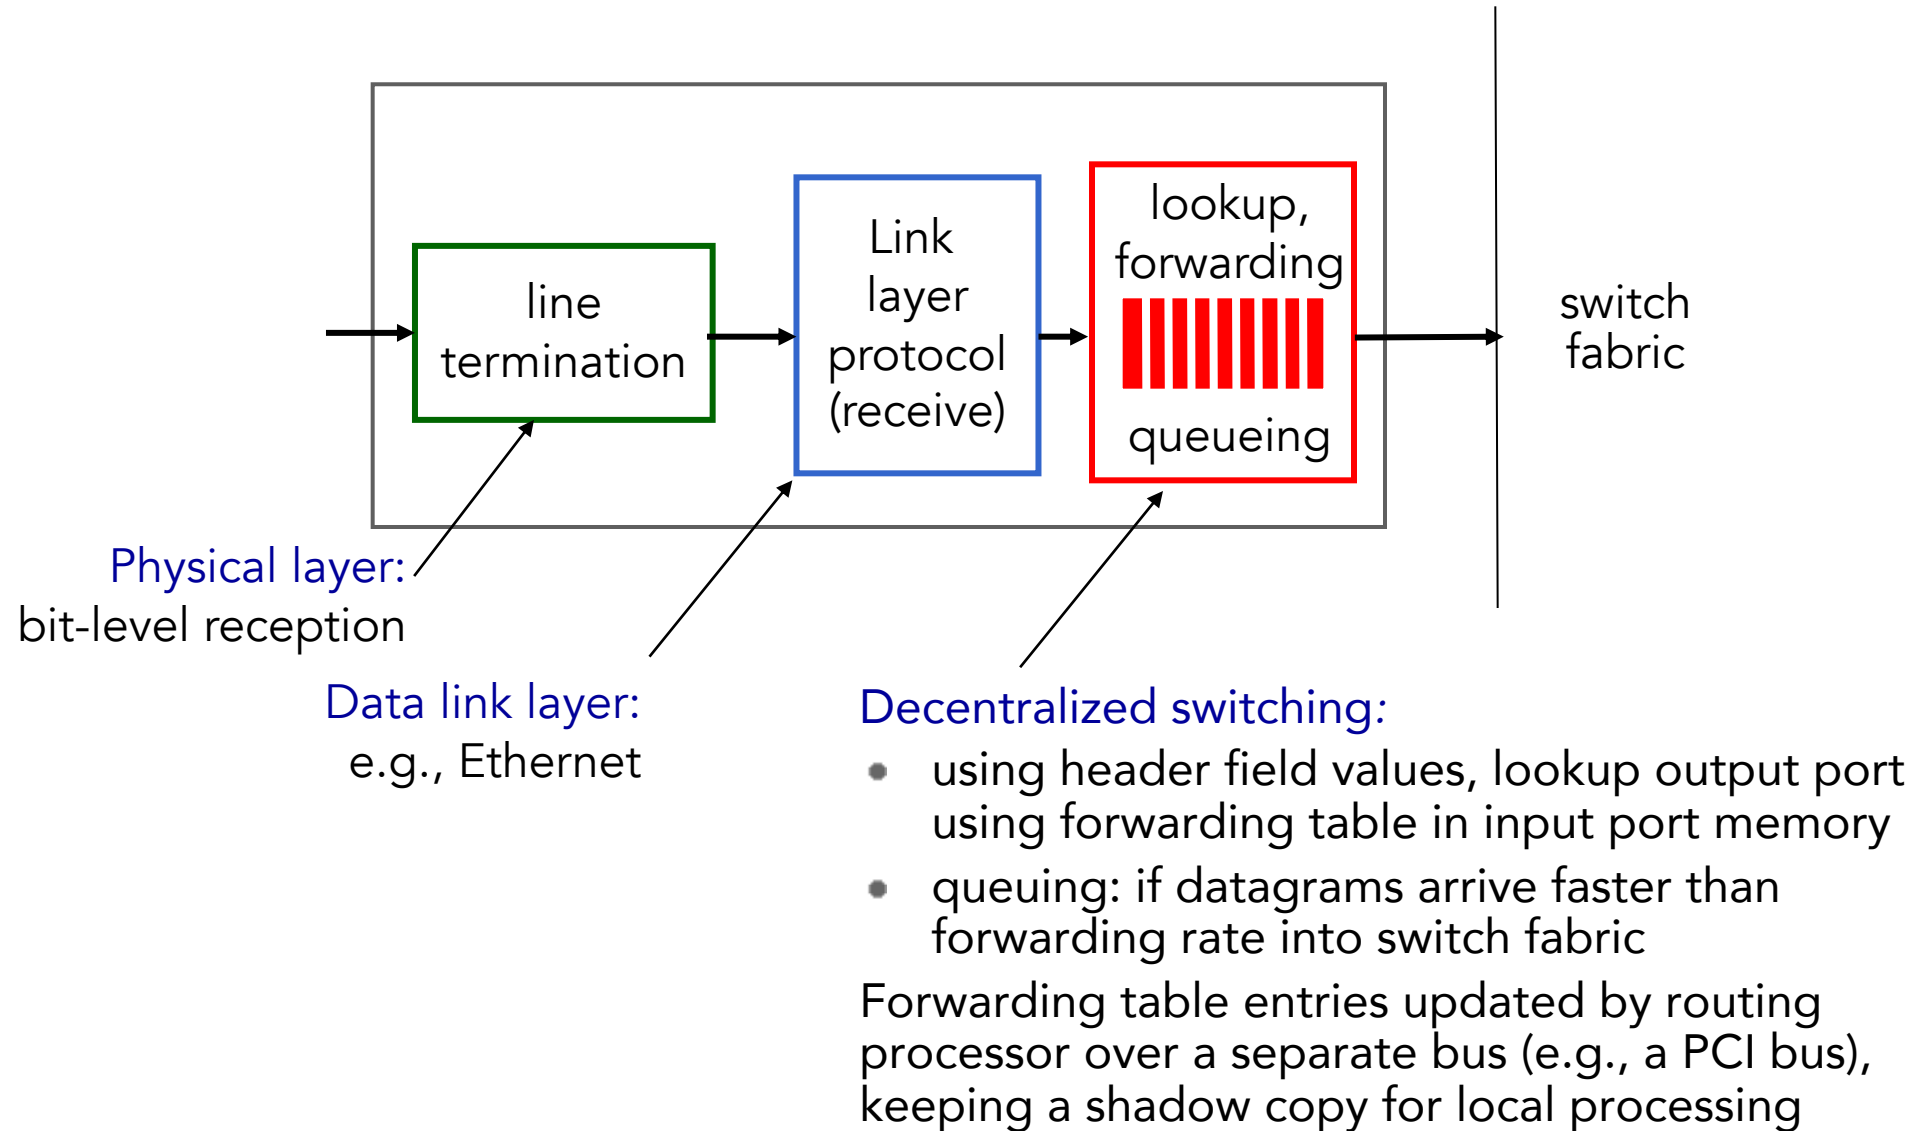 line
termination
Link
layer
protocol
(receive)
lookup,
forwarding
queueing
switch
fabric
Physical layer:
bit-level reception
Data link layer:
e.g., Ethernet
Decentralized switching:
• using header field values, lookup output port
using forwarding table in input port memory
• queuing: if datagrams arrive faster than
forwarding rate into switch fabric
Forwarding table entries updated by routing
processor over a separate bus (e.g., a PCI bus),
keeping a shadow copy for local processing